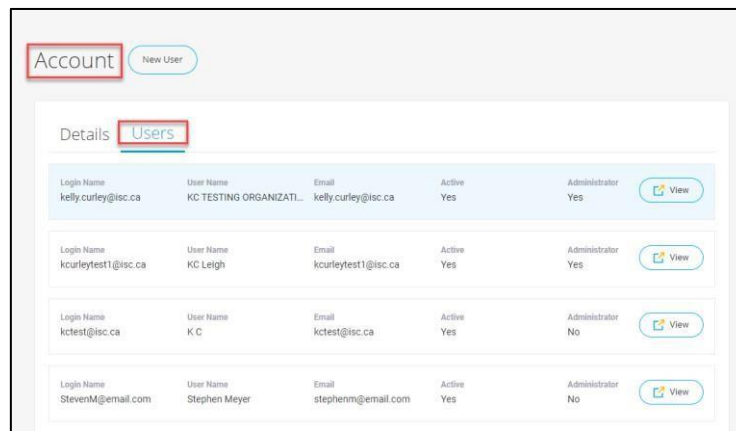 Account New User
Details Users
Login Name User Name Email Active Administrator
kelly.curley@isc.ca KC TESTING ORGANIZATI... kelly.curley@isc.ca Yes Yes View
Login Name User Name Email Active Administrator
kcurleytest1@isc.ca KC Leigh kcurleytest1@isc.ca Yes Yes View
Login Name User Name Email Active Administrator
kctest@isc.ca K C kctest@isc.ca Yes No View
Login Name User Name Email Active Administrator
StevenM@email.com Stephen Meyer stephenm@email.com Yes No View